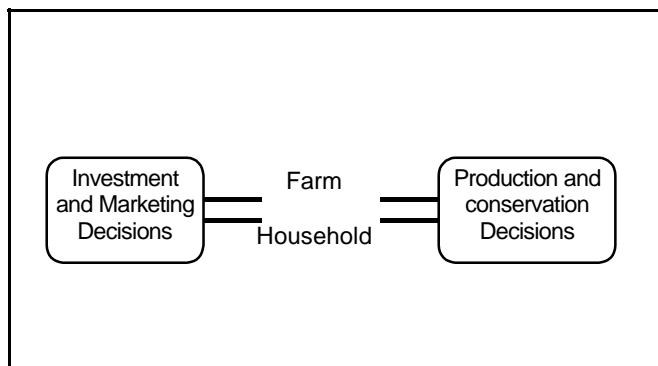 Investment
and Marketing
Decisions
Farm
Household
Production and
conservation
Decisions